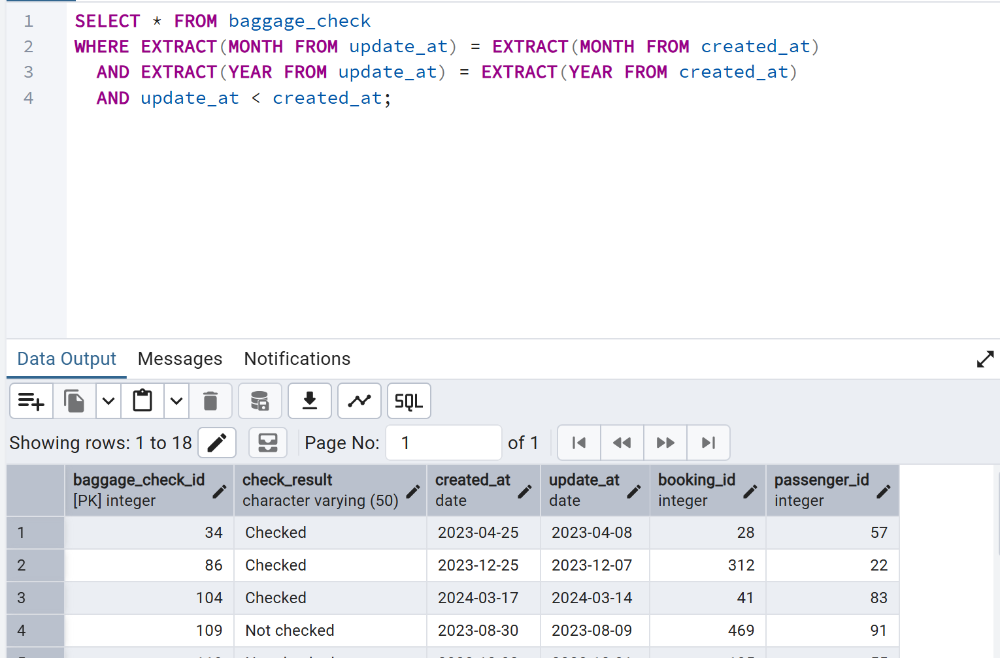 1 SELECT * FROM baggage_check
2 WHERE EXTRACT(MONTH FROM update_at) = EXTRACT(MONTH FROM created_at)
3 AND EXTRACT(YEAR FROM update_at) = EXTRACT(YEAR FROM created_at)
4 AND update_at < created_at;
Data Output Messages Notifications
SQL
Showing rows: 1 to 18 Page No: 1 of 1
baggage_check_id check_result created_at update_at booking_id passenger_id
[PK] integer character varying (50) date date integer integer
1 34 Checked 2023-04-25 2023-04-08 28 57
2 86 Checked 2023-12-25 2023-12-07 312 22
3 104 Checked 2024-03-17 2024-03-14 41 83
4 109 Not checked 2023-08-30 2023-08-09 469 91